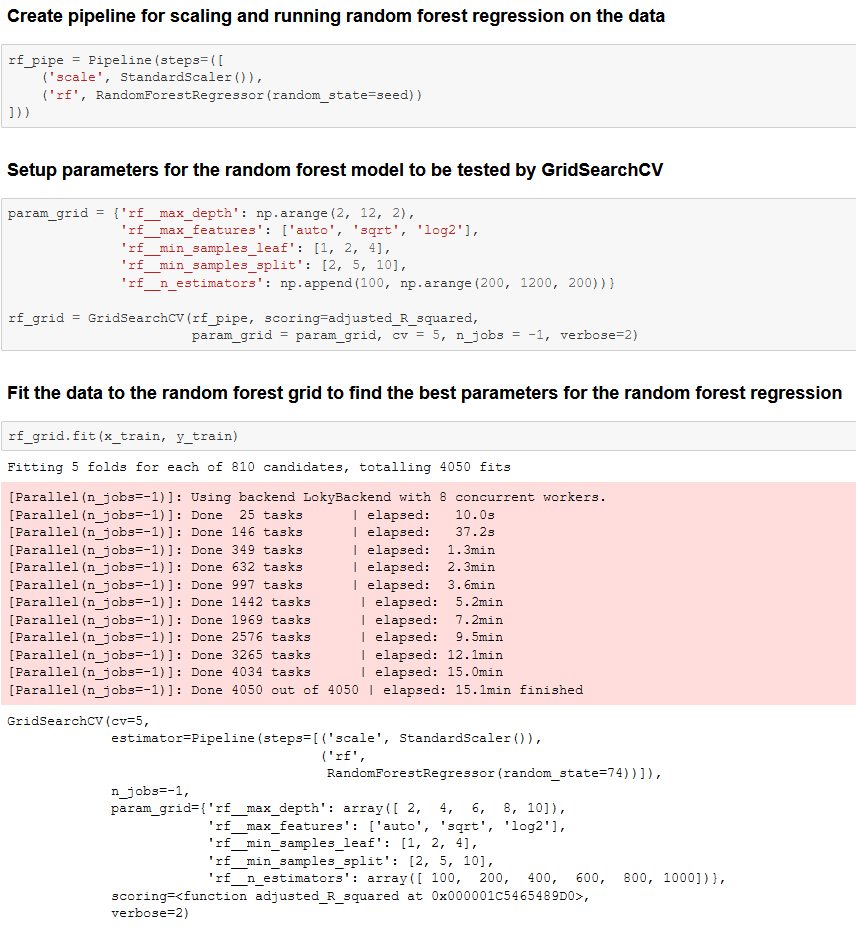 Create pipeline for scaling and running random forest regression on the data
rf_pipe = Pipeline(steps=([
    ('scale', StandardScaler()),
    ('rf', RandomForestRegressor(random_state=seed))
]))
Setup parameters for the random forest model to be tested by GridSearchCV
param_grid = {'rf__max_depth': np.arange(2, 12, 2),
              'rf__max_features': ['auto', 'sqrt', 'log2'],
              'rf__min_samples_leaf': [1, 2, 4],
              'rf__min_samples_split': [2, 5, 10],
              'rf__n_estimators': np.append(100, np.arange(200, 1200, 200))}
rf_grid = GridSearchCV(rf_pipe, scoring=adjusted_R_squared,
                       param_grid = param_grid, cv = 5, n_jobs = -1, verbose=2)
Fit the data to the random forest grid to find the best parameters for the random forest regression
rf_grid.fit(x_train, y_train)
Fitting 5 folds for each of 810 candidates, totalling 4050 fits
[Parallel(n_jobs=-1)]: Using backend LokyBackend with 8 concurrent workers.
[Parallel(n_jobs=-1)]: Done  25 tasks      | elapsed:   10.0s
[Parallel(n_jobs=-1)]: Done 146 tasks      | elapsed:   37.2s
[Parallel(n_jobs=-1)]: Done 349 tasks      | elapsed:  1.3min
[Parallel(n_jobs=-1)]: Done 632 tasks      | elapsed:  2.3min
[Parallel(n_jobs=-1)]: Done 997 tasks      | elapsed:  3.6min
[Parallel(n_jobs=-1)]: Done 1442 tasks      | elapsed:  5.2min
[Parallel(n_jobs=-1)]: Done 1969 tasks      | elapsed:  7.2min
[Parallel(n_jobs=-1)]: Done 2576 tasks      | elapsed:  9.5min
[Parallel(n_jobs=-1)]: Done 3265 tasks      | elapsed: 12.1min
[Parallel(n_jobs=-1)]: Done 4034 tasks      | elapsed: 15.0min
[Parallel(n_jobs=-1)]: Done 4050 out of 4050 | elapsed: 15.1min finished
GridSearchCV(cv=5,
             estimator=Pipeline(steps=[('scale', StandardScaler()),
                                       ('rf',
                                        RandomForestRegressor(random_state=74))]),
             n_jobs=-1,
             param_grid={'rf__max_depth': array([ 2,  4,  6,  8, 10]),
                         'rf__max_features': ['auto', 'sqrt', 'log2'],
                         'rf__min_samples_leaf': [1, 2, 4],
                         'rf__min_samples_split': [2, 5, 10],
                         'rf__n_estimators': array([ 100,  200,  400,  600,  800, 1000])},
             scoring=<function adjusted_R_squared at 0x000001C5465489D0>,
             verbose=2)